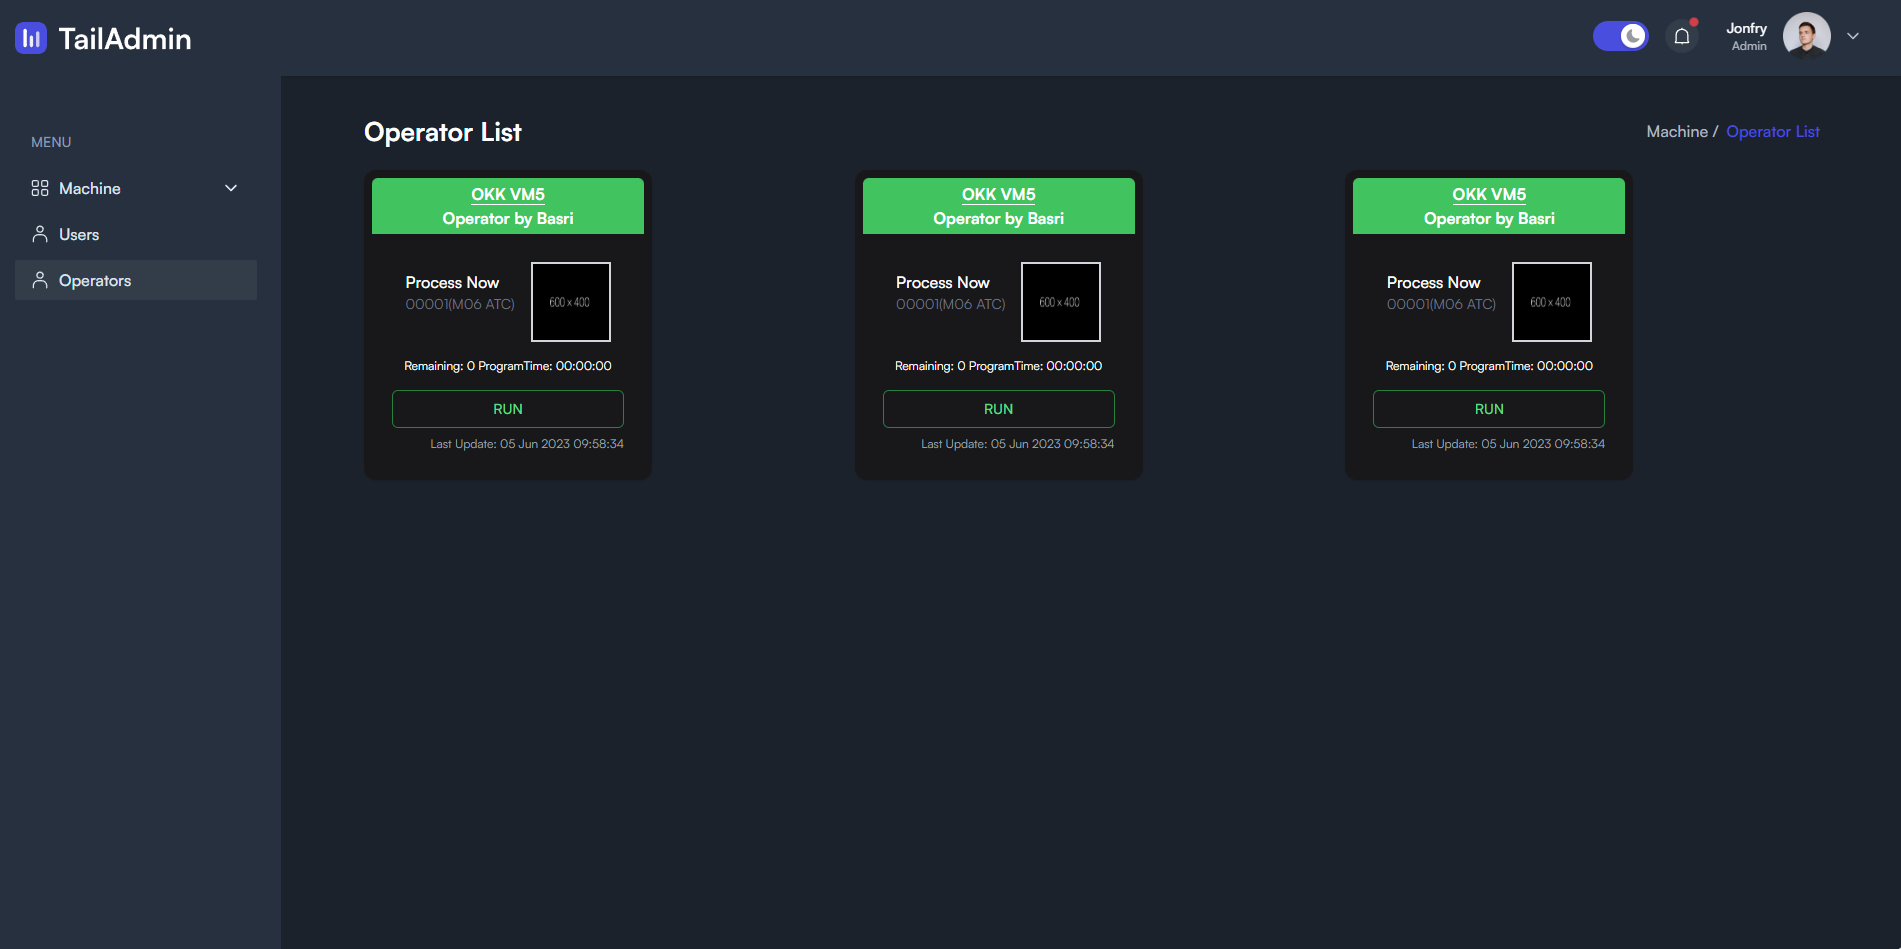 TailAdmin
Jonfry
Admin
MENU
Machine
Users
Operators
Operator List
Machine / Operator List
OKK VM5
Operator by Basri
Process Now
00001(M06 ATC)
600 x 400
Remaining: 0 ProgramTime: 00:00:00
RUN
Last Update: 05 Jun 2023 09:58:34
OKK VM5
Operator by Basri
Process Now
00001(M06 ATC)
600 x 400
Remaining: 0 ProgramTime: 00:00:00
RUN
Last Update: 05 Jun 2023 09:58:34
OKK VM5
Operator by Basri
Process Now
00001(M06 ATC)
600 x 400
Remaining: 0 ProgramTime: 00:00:00
RUN
Last Update: 05 Jun 2023 09:58:34